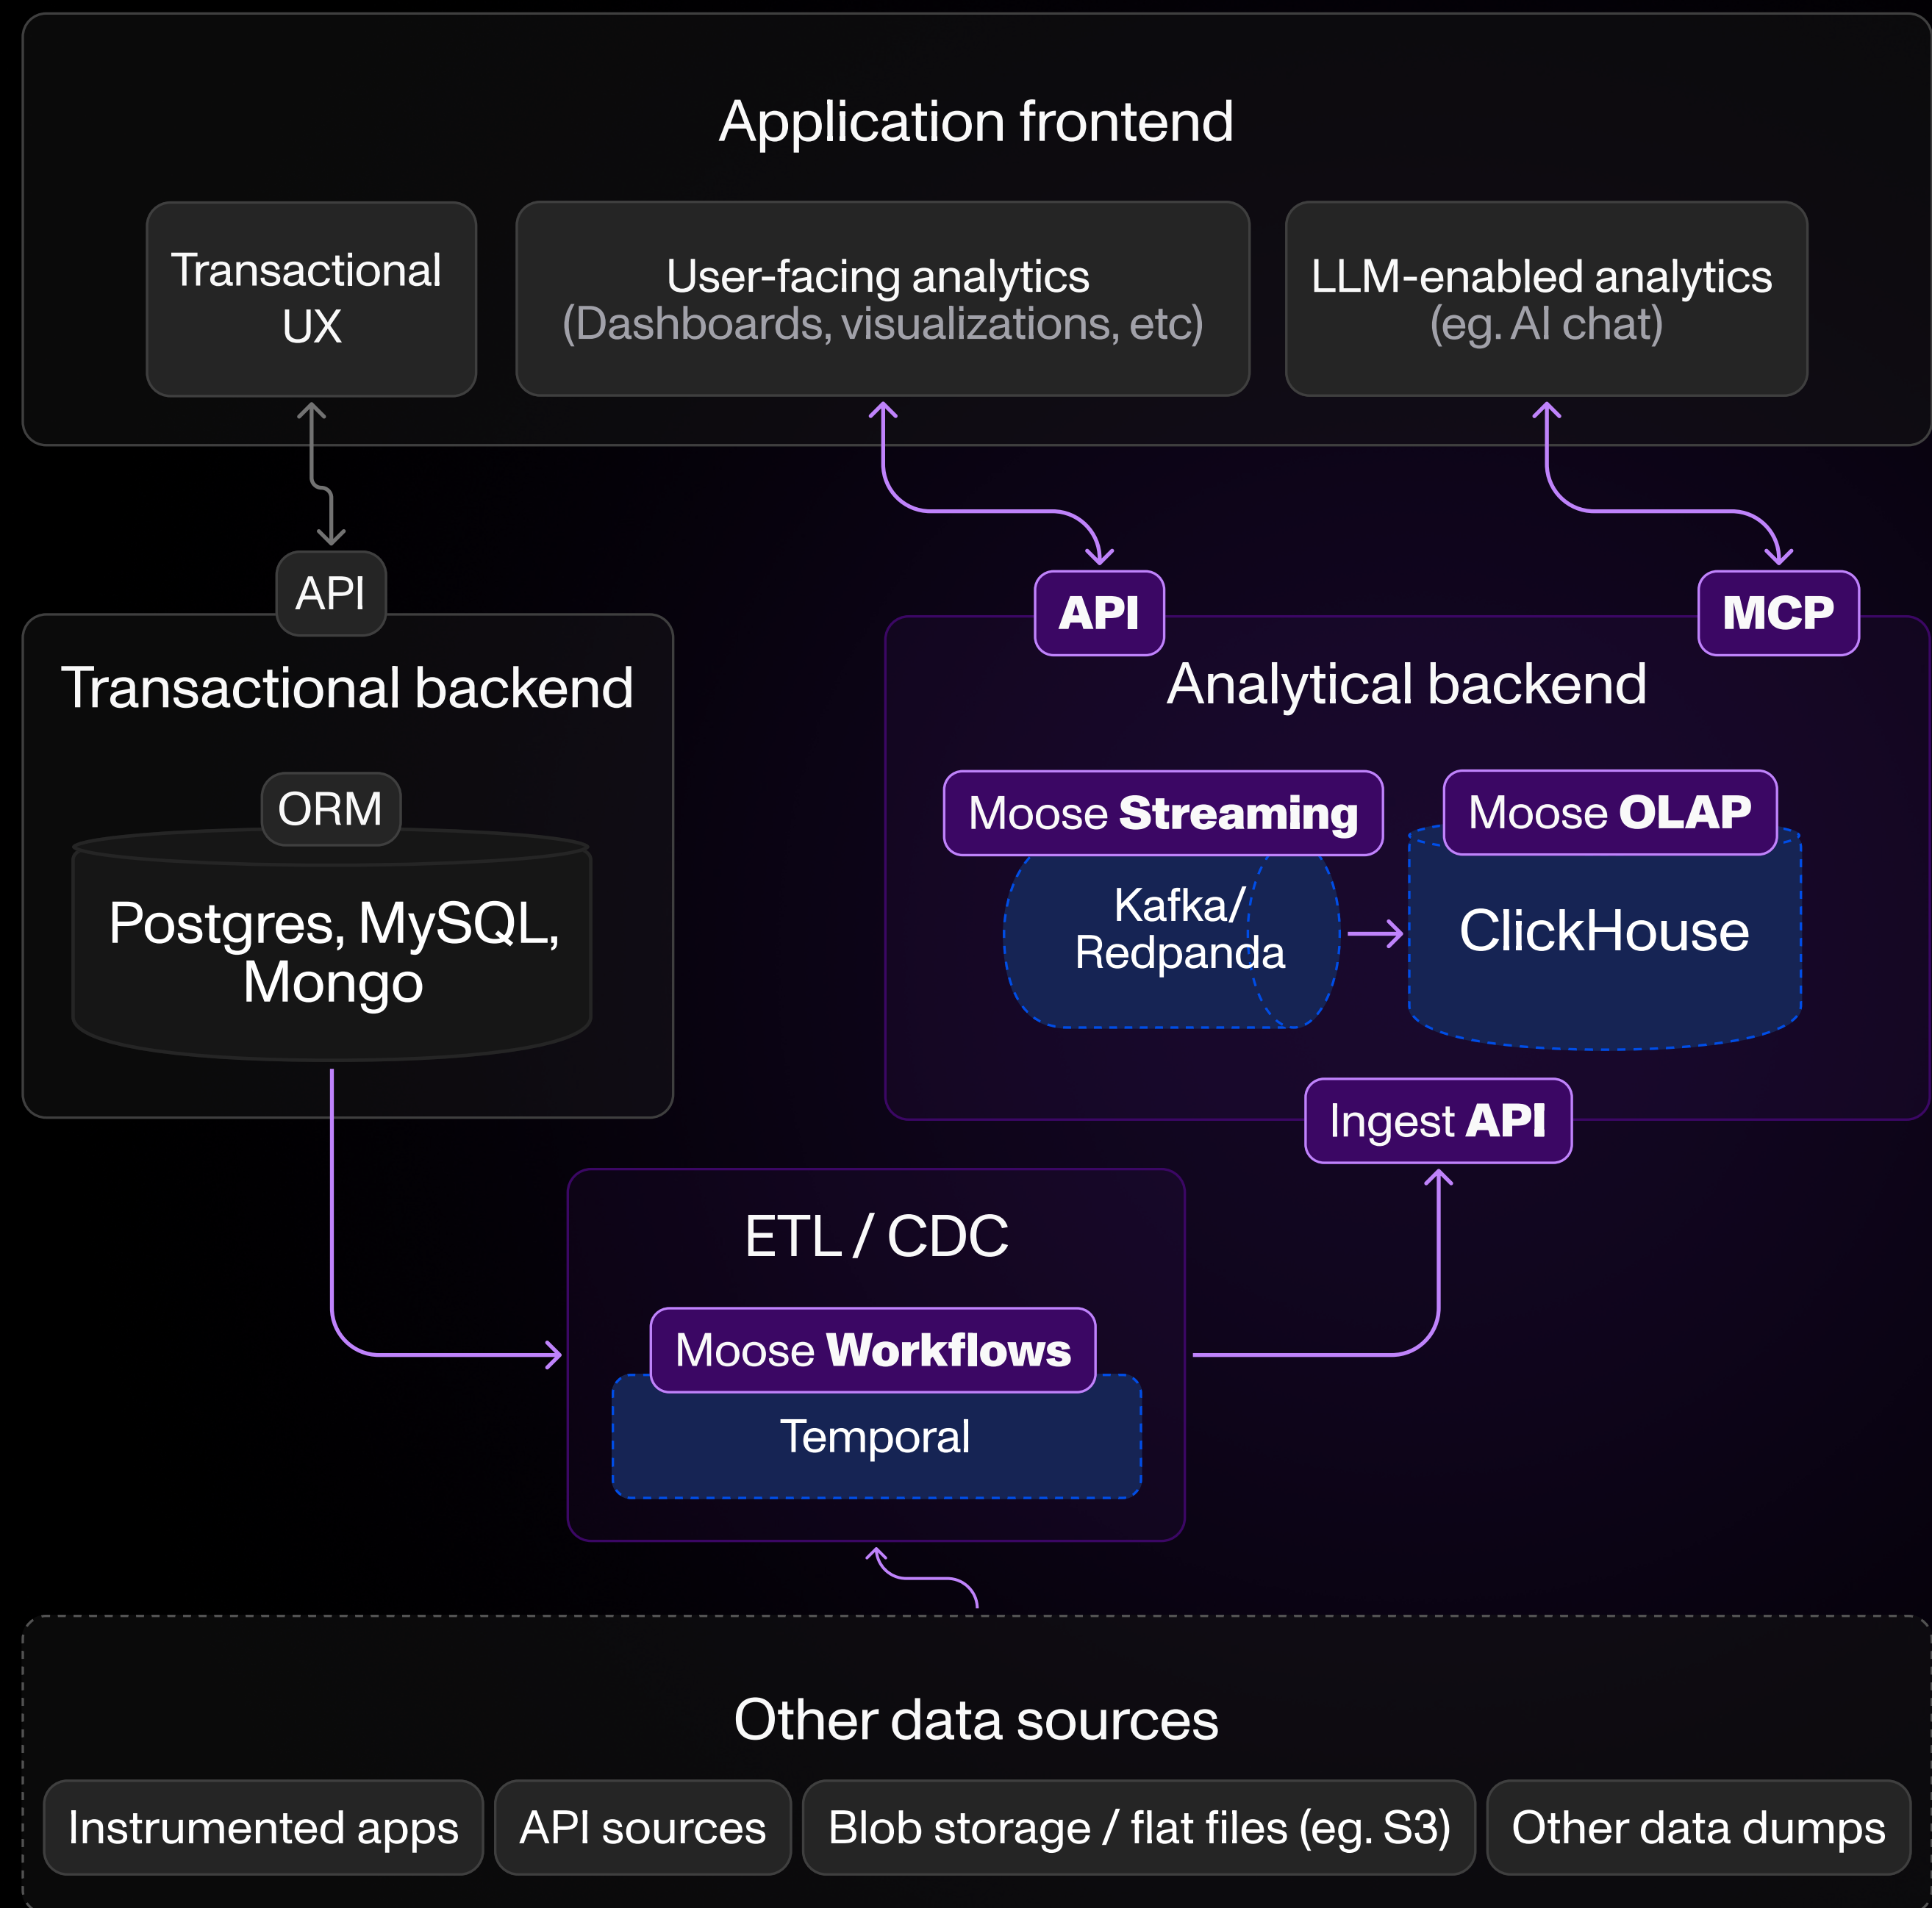 Application frontend
Transactional
UX
User-facing analytics
(Dashboards, visualizations, etc)
LLM-enabled analytics
(eg. AI chat)
API
Transactional backend
ORM
Postgres, MySQL,
Mongo
API
MCP
Analytical backend
Moose Streaming
Kafka/
Redpanda
Moose OLAP
ClickHouse
Ingest API
ETL / CDC
Moose Workflows
Temporal
Other data sources
Instrumented apps
API sources
Blob storage / flat files (eg. S3)
Other data dumps